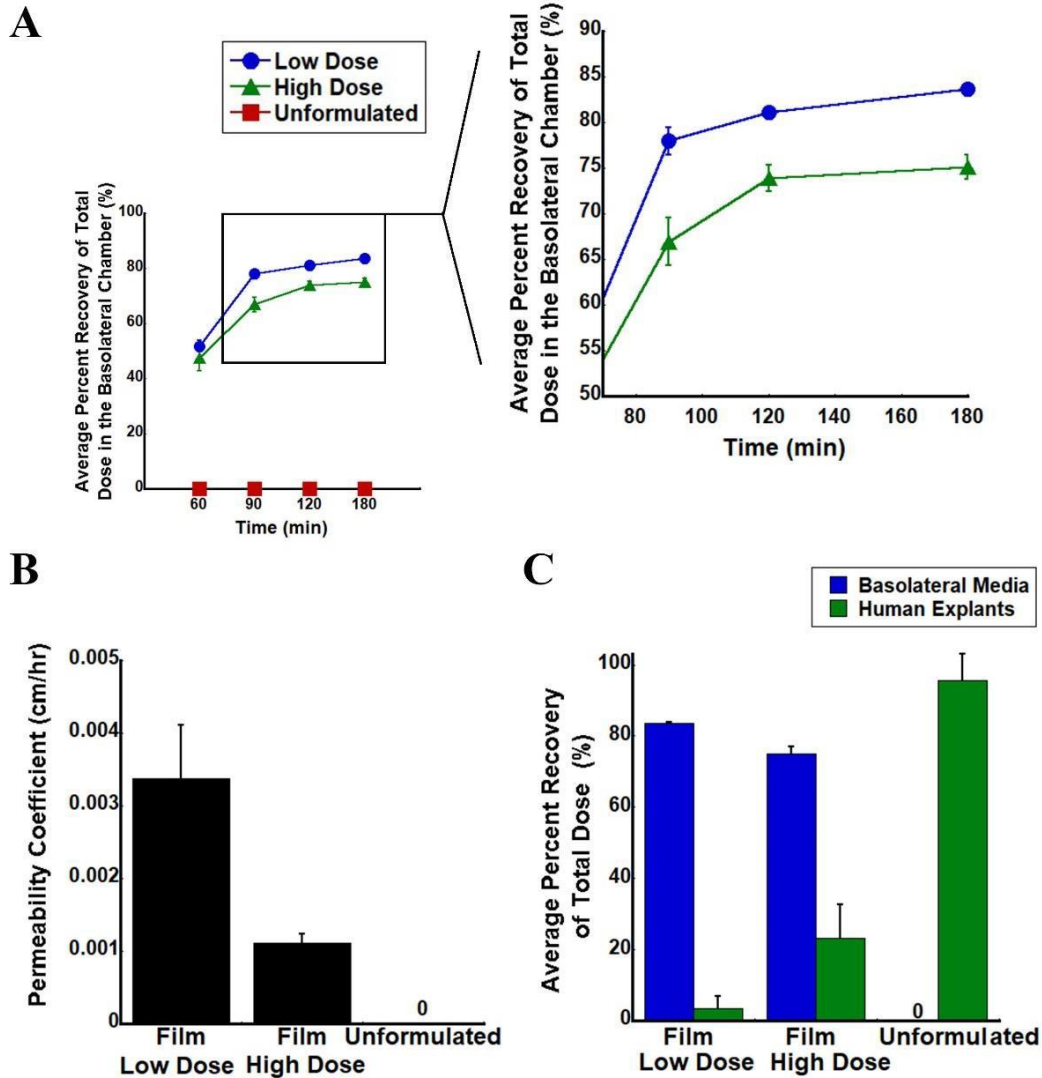 A
Low Dose
High Dose
Unformulated
Average Percent Recovery of Total
Dose in the Basolateral Chamber (%)
100
80
60
40
20
0
60 90 120 180
Time (min)
Average Percent Recovery of Total
Dose in the Basolateral Chamber (%)
90
85
80
75
70
65
60
55
50
80 100 120 140 160 180
Time (min)
B
Permeability Coefficient (cm/hr)
0.005
0.004
0.003
0.002
0.001
0
0
Film Film Unformulated
Low Dose High Dose
C
Basolateral Media
Human Explants
Average Percent Recovery
of Total Dose (%)
100
80
60
40
20
0
0
Film Film Unformulated
Low Dose High Dose